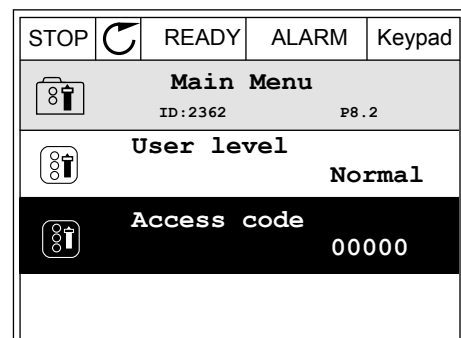 STOP READY ALARM Keypad
Main Menu
ID:2362 P8.2
User level
Normal
Access code
00000